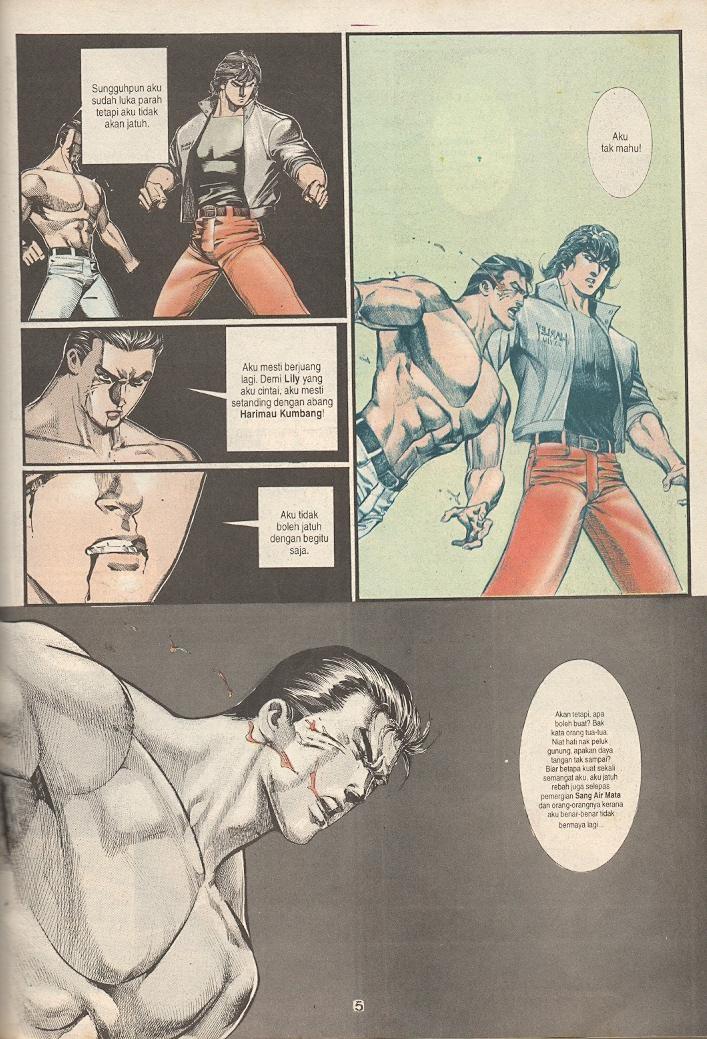 Sungguhpun aku
sudah luka parah
tetapi aku tidak
akan jatuh.
Aku
tak mahu!
Aku mesti berjuang
lagi. Demi Lily yang
aku cintai, aku mesti
setanding dengan abang
Harimau Kumbang!
Aku tidak
boleh jatuh
dengan begitu
saja.
Akan tetapi, apa
boleh buat? Bak
kata orang tua-tua.
Niat hati nak peluk
gunung, apakan daya
tangan tak sampai?
Biar betapa kuat sekali
semangat aku, aku jatuh
rebah juga selepas
pemergian Sang Air Mata
dan orang-orangnya kerana
aku benar-benar tidak
bermaya lagi...
5